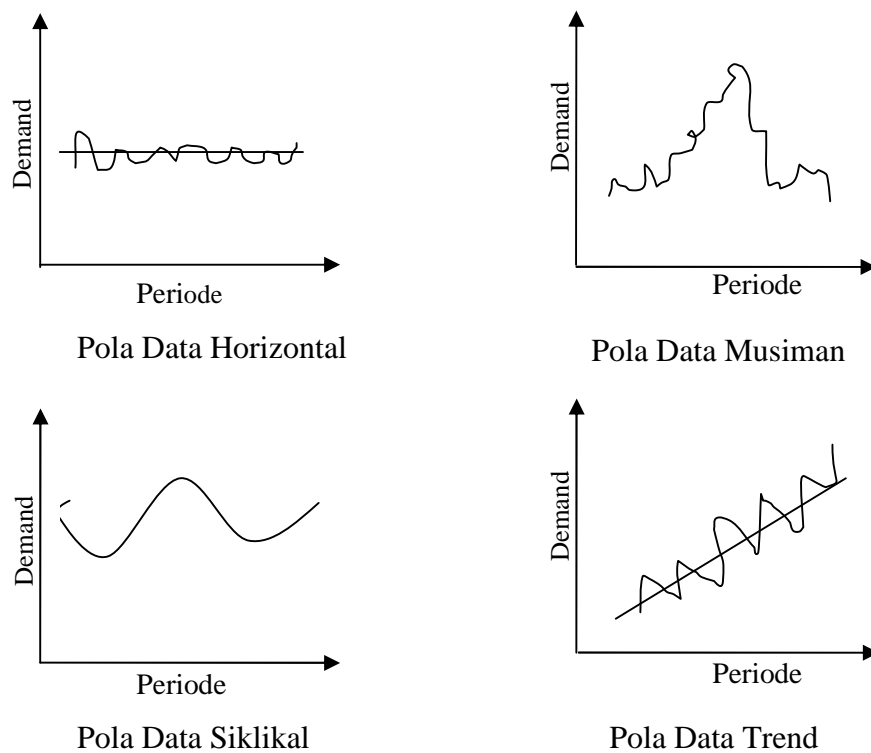 Demand
Periode
Pola Data Horizontal
Demand
Periode
Pola Data Musiman
Demand
Periode
Pola Data Siklikal
Demand
Periode
Pola Data Trend